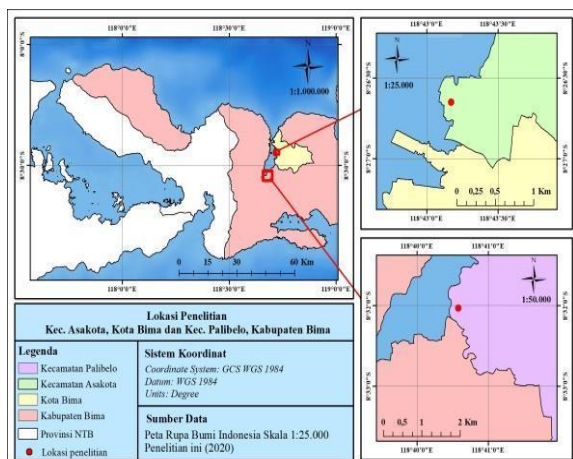 118°0'0"E 118°30'0"E 119°0'0"E
8°0'0"S
8°30'0"S
N
1:1.000.000
0 15 30 60 Km
118°0'0"E 118°30'0"E 119°0'0"E
118°43'0"E 118°43'30"E
8°26'30"S
8°27'0"S
N
1:25.000
0 0,25 0,5 1 Km
118°43'0"E 118°43'30"E
118°40'0"E 118°41'0"E
8°32'0"S
8°33'0"S
N
1:50.000
0 0,5 1 2 Km
118°40'0"E 118°41'0"E
Lokasi Penelitian
Kec. Asakota, Kota Bima dan Kec. Palibelo, Kabupaten Bima
Legenda
Kecamatan Palibelo
Kecamatan Asakota
Kota Bima
Kabupaten Bima
Provinsi NTB
Lokasi penelitian
Sistem Koordinat
Coordinate System: GCS WGS 1984
Datum: WGS 1984
Units: Degree
Sumber Data
Peta Rupa Bumi Indonesia Skala 1:25.000
Penelitian ini (2020)